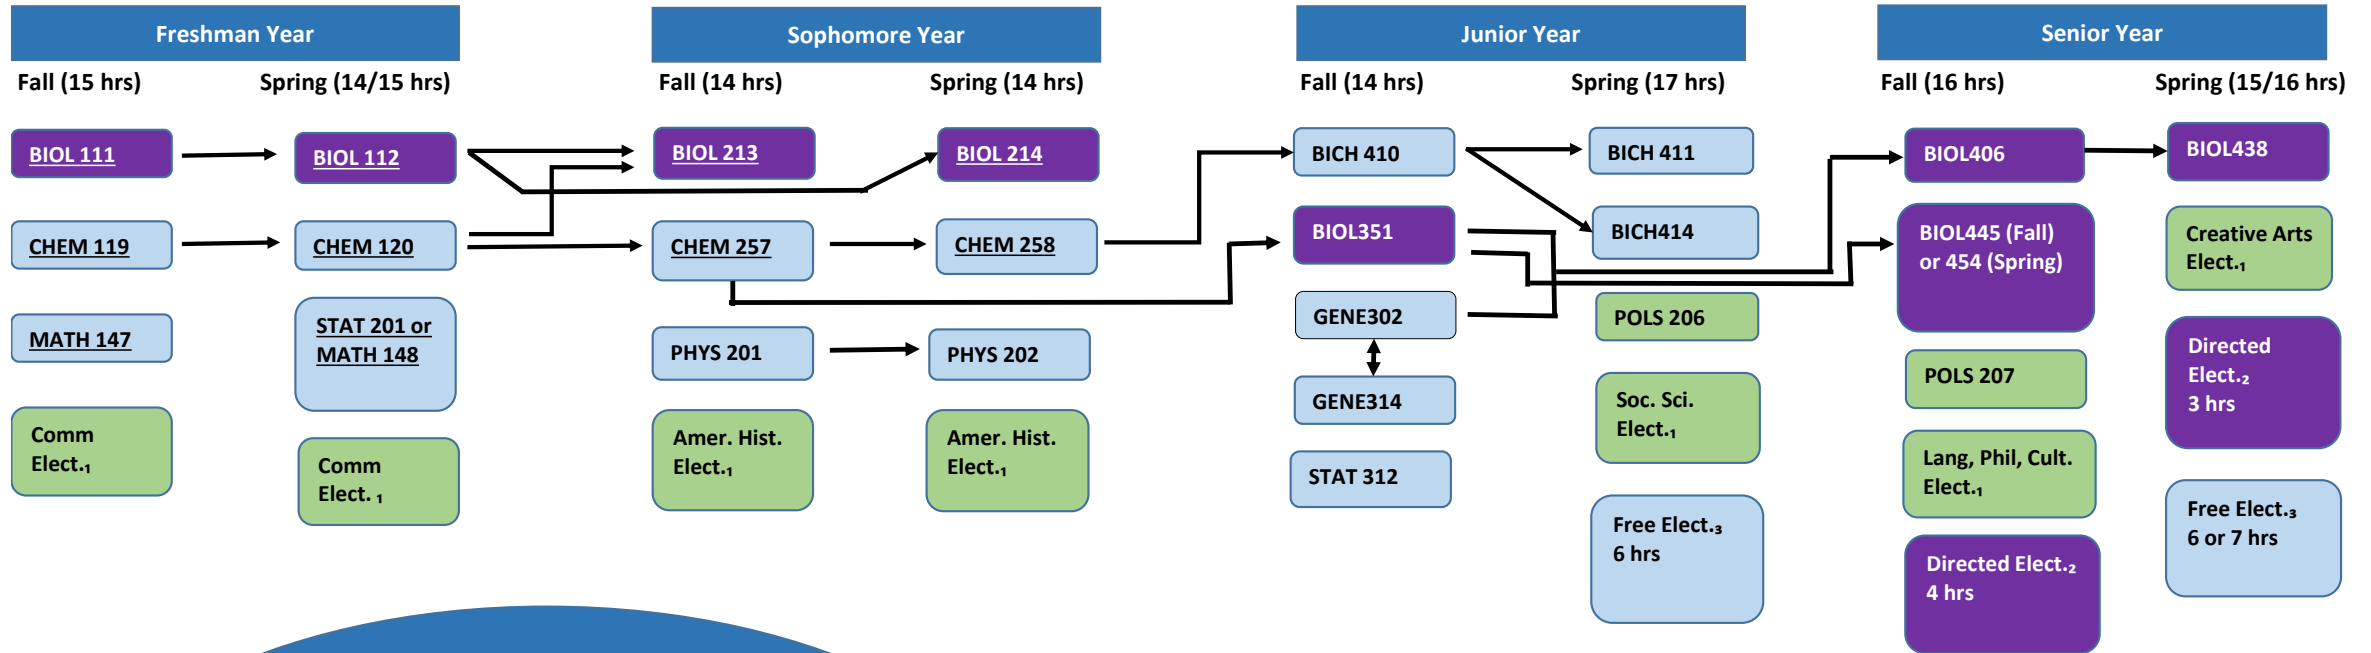 Freshman Year
Fall (15 hrs)
Spring (14/15 hrs)
BIOL 111
CHEM 119
MATH 147
Comm
Elect.₁
BIOL 112
CHEM 120
STAT 201 or
MATH 148
Comm
Elect. ₁
Sophomore Year
Fall (14 hrs)
Spring (14 hrs)
BIOL 213
CHEM 257
PHYS 201
Amer. Hist.
Elect.₁
BIOL 214
CHEM 258
PHYS 202
Amer. Hist.
Elect.₁
Junior Year
Fall (14 hrs)
Spring (17 hrs)
BICH 410
BIOL351
GENE302
GENE314
STAT 312
BICH 411
BICH414
POLS 206
Soc. Sci.
Elect.₁
Free Elect.₃
6 hrs
Senior Year
Fall (16 hrs)
Spring (15/16 hrs)
BIOL406
BIOL445 (Fall)
or 454 (Spring)
POLS 207
Lang, Phil, Cult.
Elect.₁
Directed Elect.₂
4 hrs
BIOL438
Creative Arts
Elect.₁
Directed
Elect.₂
3 hrs
Free Elect.₃
6 or 7 hrs